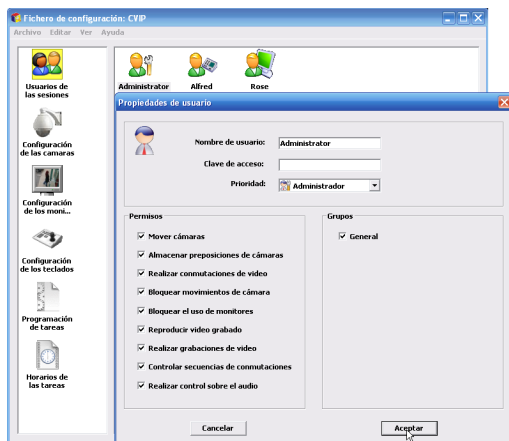 Fichero de configuración: CVIP
Archivo Editar Ver Ayuda
Usuarios de
las sesiones
Configuración
de las camaras
Configuración
de los moni...
Configuración
de los teclados
Programación
de tareas
Horarios de
las tareas
Administrator Alfred Rose
Propiedades de usuario
Nombre de usuario: Administrator
Clave de acceso:
Prioridad: Administrador
Permisos
Mover cámaras
Almacenar preposiciones de cámaras
Realizar conmutaciones de video
Bloquear movimientos de cámara
Bloquear el uso de monitores
Reproducir video grabado
Realizar grabaciones de video
Controlar secuencias de conmutaciones
Realizar control sobre el audio
Grupos
General
Cancelar Aceptar